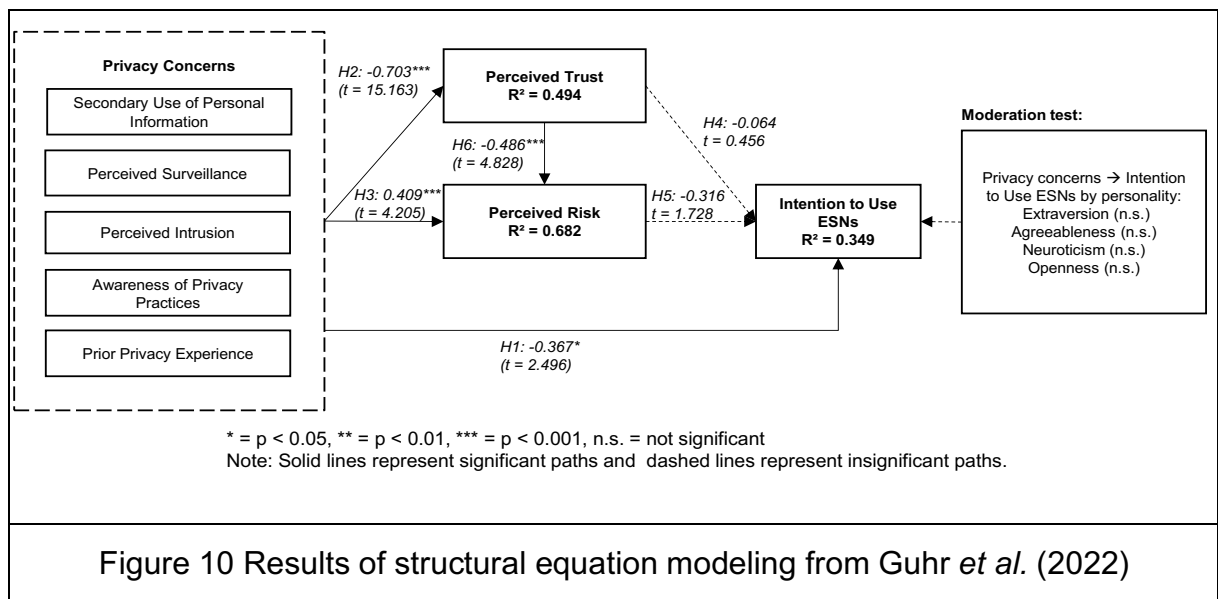 Privacy Concerns
Secondary Use of Personal
Information
Perceived Surveillance
Perceived Intrusion
Awareness of Privacy
Practices
Prior Privacy Experience
H2: -0.703***
(t = 15.163)
Perceived Trust
R² = 0.494
H6: -0.486***
(t = 4.828)
H3: 0.409***
(t = 4.205)
Perceived Risk
R² = 0.682
H4: -0.064
t = 0.456
H5: -0.316
t = 1.728
Intention to Use
ESNs
R² = 0.349
H1: -0.367*
(t = 2.496)
Moderation test:
Privacy concerns → Intention
to Use ESNs by personality:
Extraversion (n.s.)
Agreeableness (n.s.)
Neuroticism (n.s.)
Openness (n.s.)
* = p < 0.05, ** = p < 0.01, *** = p < 0.001, n.s. = not significant
Note: Solid lines represent significant paths and dashed lines represent insignificant paths.
Figure 10 Results of structural equation modeling from Guhr et al. (2022)